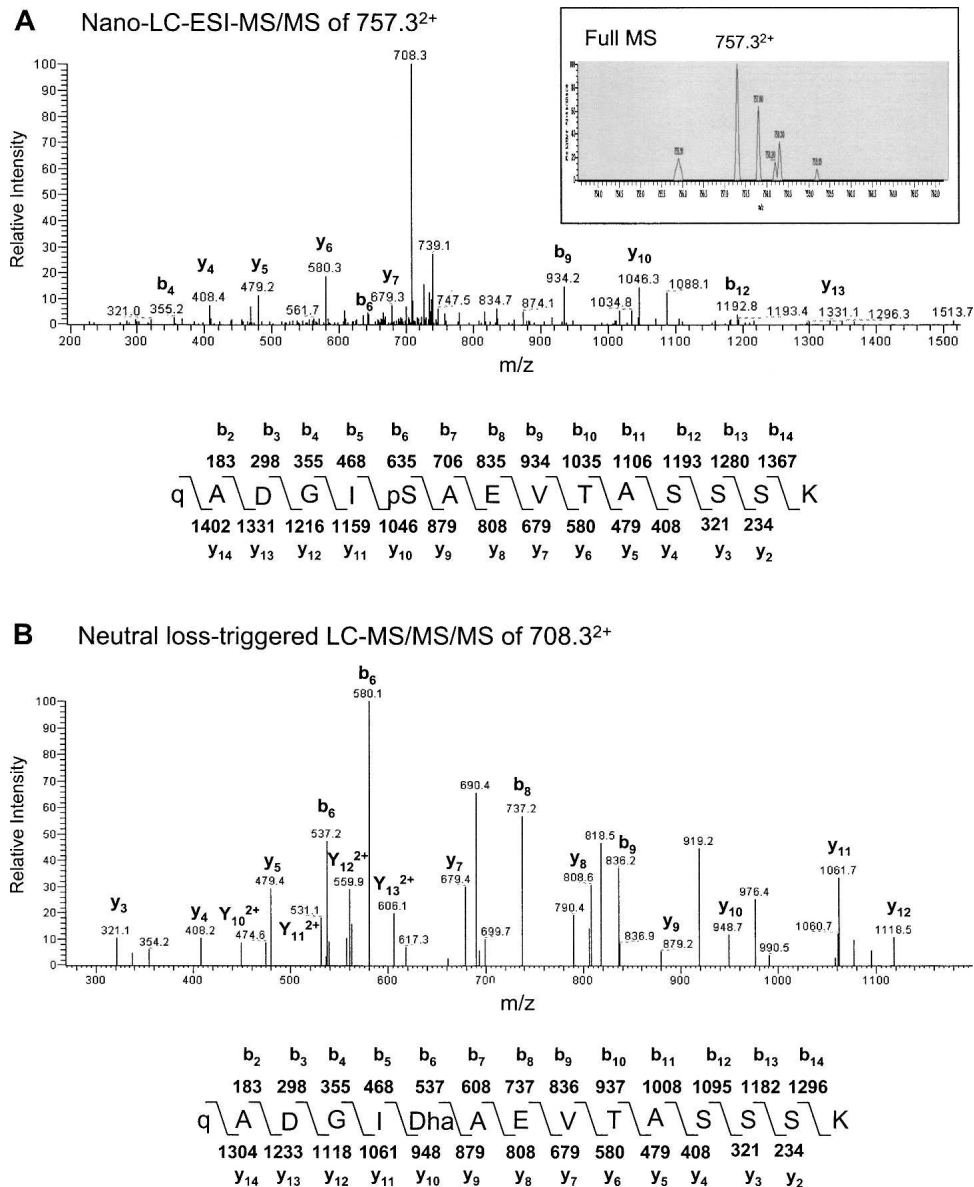 A Nano-LC-ESI-MS/MS of 757.3²⁺
Full MS 757.3²⁺
757.80
m/z
708.3
Relative Intensity
100
90
80
70
60
50
40
30
20
10
0
b₄ y₄ y₅ y₆ b₆ y₇ b₉ y₁₀ b₁₂ y₁₃
321.0 355.2 408.4 479.2 561.7 580.3 679.3 739.1 747.5 834.7 874.1 934.2 1034.8 1046.3 1088.1 1192.8 1193.4 1331.1 1296.3 1513.7
200 300 400 500 600 700 800 900 1000 1100 1200 1300 1400 1500
m/z
b₂ b₃ b₄ b₅ b₆ b₇ b₈ b₉ b₁₀ b₁₁ b₁₂ b₁₃ b₁₄
183 298 355 468 635 706 835 934 1035 1106 1193 1280 1367
q A D G I pS A E V T A S S S K
1402 1331 1216 1159 1046 879 808 679 580 479 408 321 234
y₁₄ y₁₃ y₁₂ y₁₁ y₁₀ y₉ y₈ y₇ y₆ y₅ y₄ y₃ y₂
B Neutral loss-triggered LC-MS/MS/MS of 708.3²⁺
Relative Intensity
100
90
80
70
60
50
40
30
20
10
0
y₃ y₄ Y₁₀²⁺ y₅ Y₁₁²⁺ b₆ Y₁₂²⁺ b₆ Y₁₃²⁺ y₇ b₈ y₈ b₉ y₉ y₁₀ y₁₁ y₁₂
321.1 354.2 408.2 474.6 479.4 531.1 537.2 559.9 580.1 606.1 617.3 679.4 690.4 699.7 737.2 790.4 808.6 818.5 836.2 836.9 879.2 919.2 948.7 976.4 990.5 1060.7 1061.7 1118.5
300 400 500 600 700 800 900 1000 1100
m/z
b₂ b₃ b₄ b₅ b₆ b₇ b₈ b₉ b₁₀ b₁₁ b₁₂ b₁₃ b₁₄
183 298 355 468 537 608 737 836 937 1008 1095 1182 1296
q A D G I Dha A E V T A S S S K
1304 1233 1118 1061 948 879 808 679 580 479 408 321 234
y₁₄ y₁₃ y₁₂ y₁₁ y₁₀ y₉ y₈ y₇ y₆ y₅ y₄ y₃ y₂